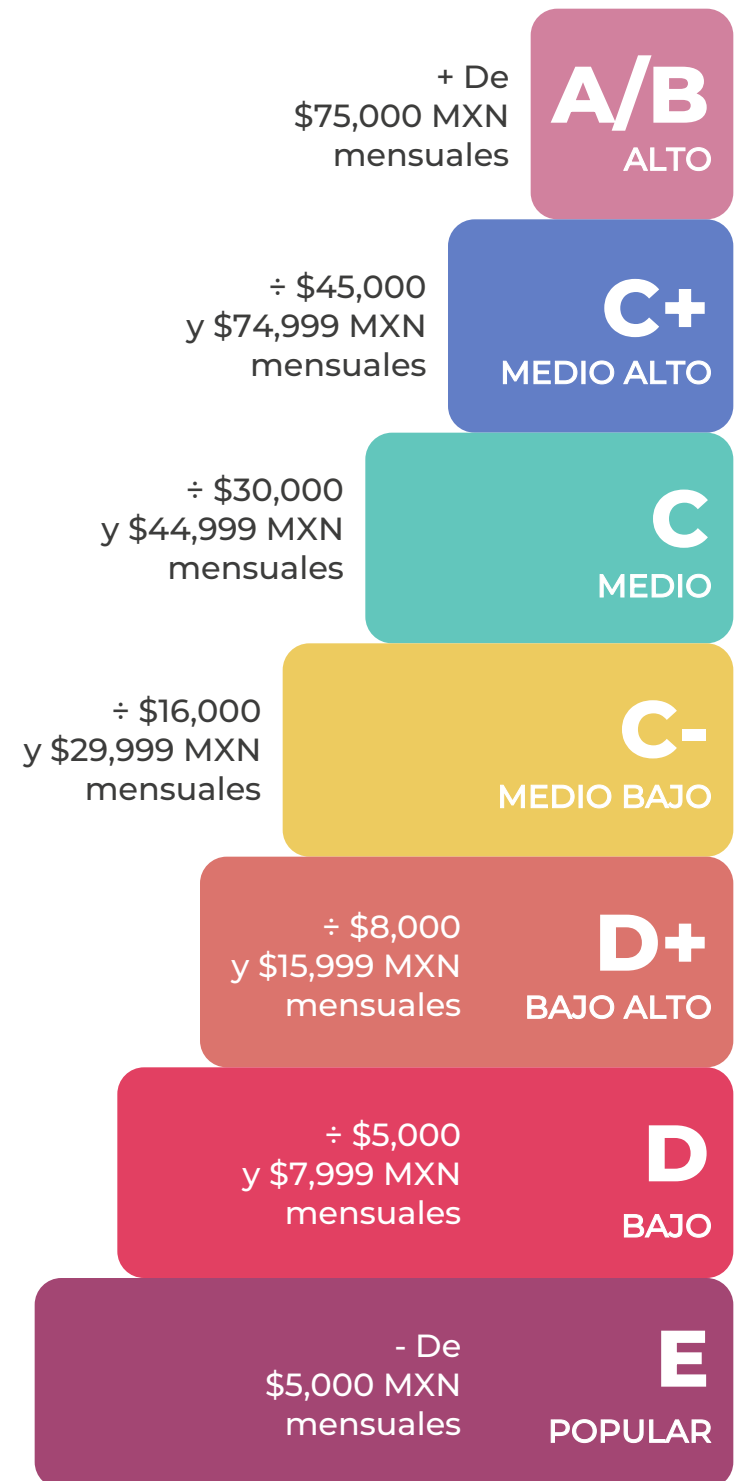 + De
$75,000 MXN
mensuales
A/B
ALTO
÷ $45,000
y $74,999 MXN
mensuales
C+
MEDIO ALTO
÷ $30,000
y $44,999 MXN
mensuales
C
MEDIO
÷ $16,000
y $29,999 MXN
mensuales
C-
MEDIO BAJO
÷ $8,000
y $15,999 MXN
mensuales
D+
BAJO ALTO
÷ $5,000
y $7,999 MXN
mensuales
D
BAJO
- De
$5,000 MXN
mensuales
E
POPULAR